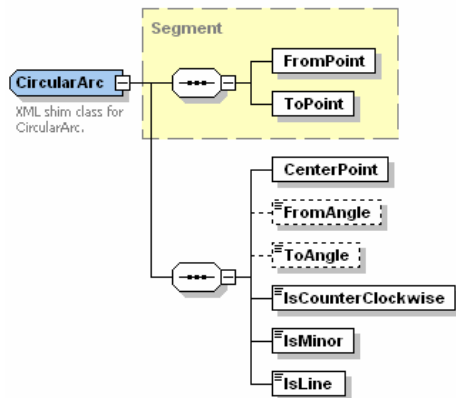 Segment
FromPoint
CircularArc
ToPoint
XML shim class for
CircularArc.
CenterPoint
FromAngle
ToAngle
IsCounterClockwise
IsMinor
IsLine